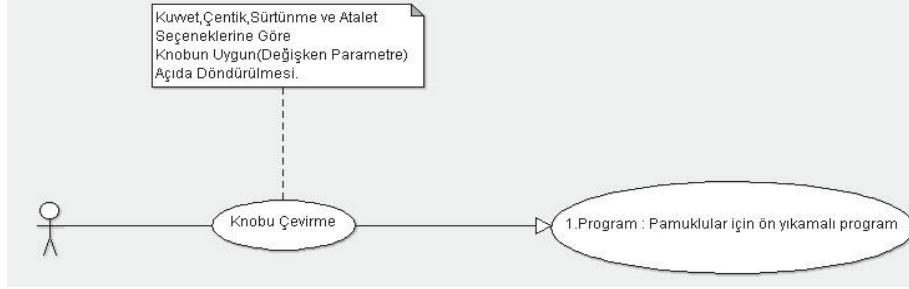 Kuvvet,Çentik,Sürtünme ve Atalet
Seçeneklerine Göre
Knobun Uygun(Değişken Parametre)
Açıda Döndürülmesi.
Knobu Çevirme
1.Program : Pamuklular için ön yıkamalı program